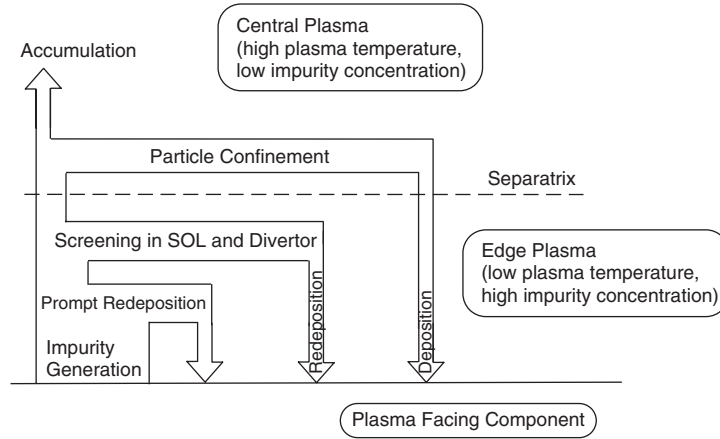 Central Plasma
(high plasma temperature,
low impurity concentration)
Accumulation
Particle Confinement
Separatrix
Screening in SOL and Divertor
Edge Plasma
(low plasma temperature,
high impurity concentration)
Prompt Redeposition
Redeposition
Deposition
Impurity
Generation
Plasma Facing Component